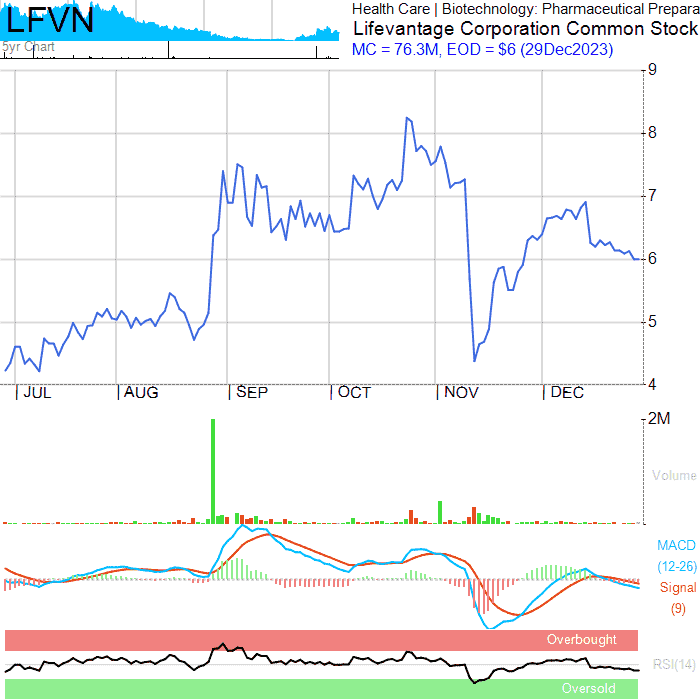 LFVN
5yr Chart
Health Care | Biotechnology: Pharmaceutical Prepara
Lifevantage Corporation Common Stock
MC = 76.3M, EOD = $6 (29Dec2023)
9
8
7
6
5
4
JUL AUG SEP OCT NOV DEC
2M
Volume
MACD
(12-26)
Signal
(9)
Overbought
RSI(14)
Oversold